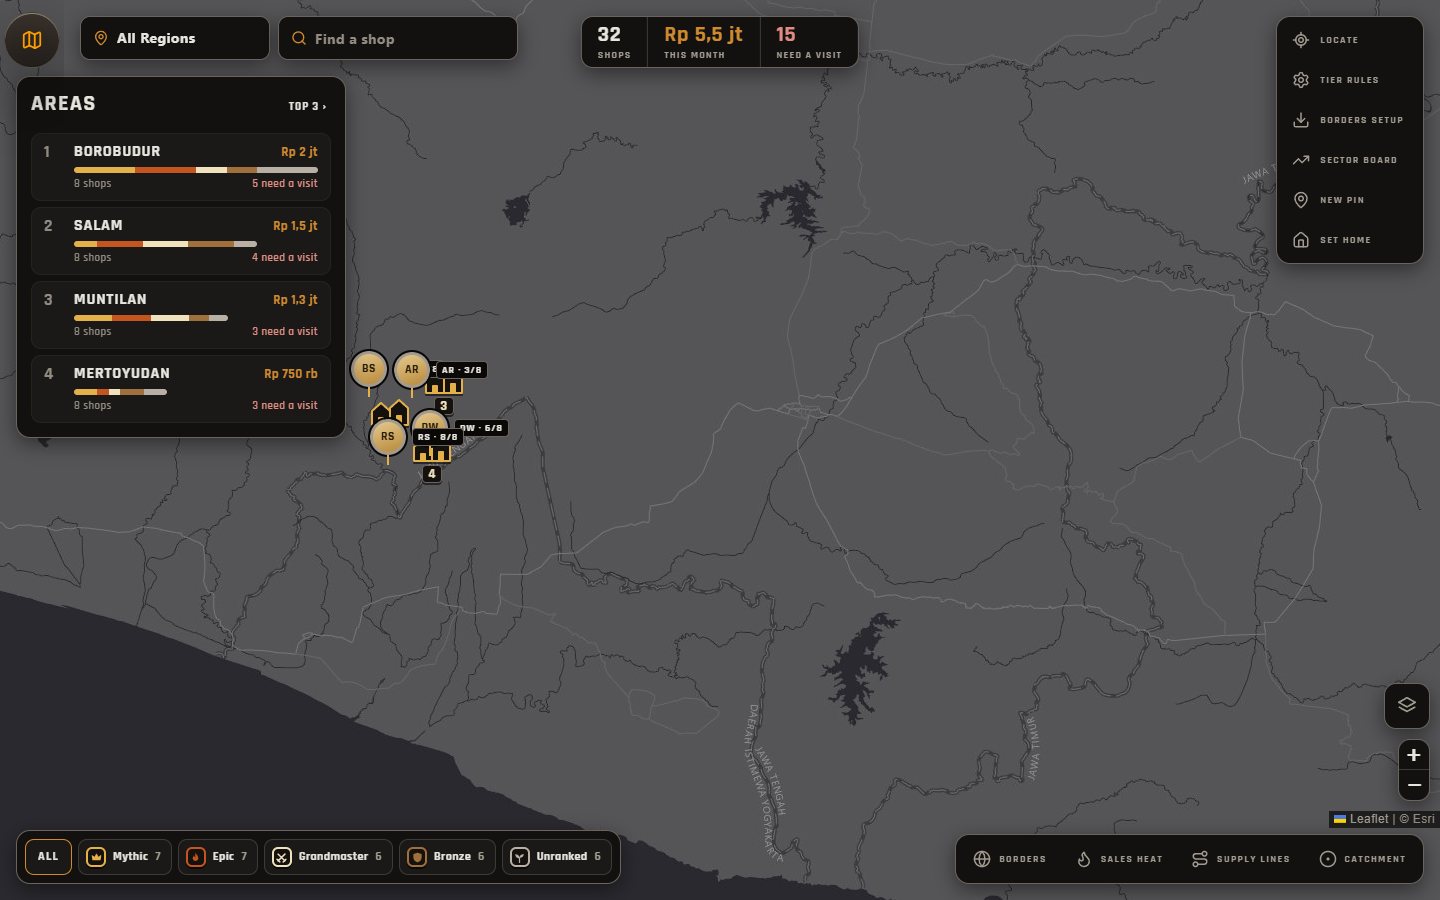 All Regions
Find a shop
32
SHOPS
Rp 5,5 jt
THIS MONTH
15
NEED A VISIT
LOCATE
TIER RULES
BORDERS SETUP
SECTOR BOARD
NEW PIN
SET HOME
AREAS
TOP 3 ›
1
BOROBUDUR
Rp 2 jt
8 shops
5 need a visit
2
SALAM
Rp 1,5 jt
8 shops
4 need a visit
3
MUNTILAN
Rp 1,3 jt
8 shops
3 need a visit
4
MERTOYUDAN
Rp 750 rb
8 shops
3 need a visit
BS
AR
AR · 3/8
3
DW
DW · 6/8
RS
RS · 8/8
4
JAWA T
DAERAH ISTIMEWA YOGYAKARTA
JAWA TENGAH
JAWA TIMUR
+
−
Leaflet | © Esri
ALL
Mythic 7
Epic 7
Grandmaster 6
Bronze 6
Unranked 6
BORDERS
SALES HEAT
SUPPLY LINES
CATCHMENT